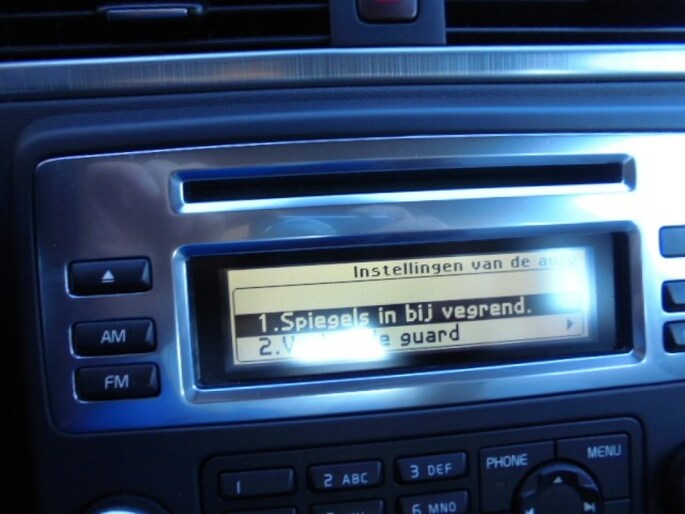 Instellingen van de
1.Spiegels in bij vegrend.
2. guard
AM
FM
1
2 ABC
3 DEF
6 MNO
PHONE
MENU